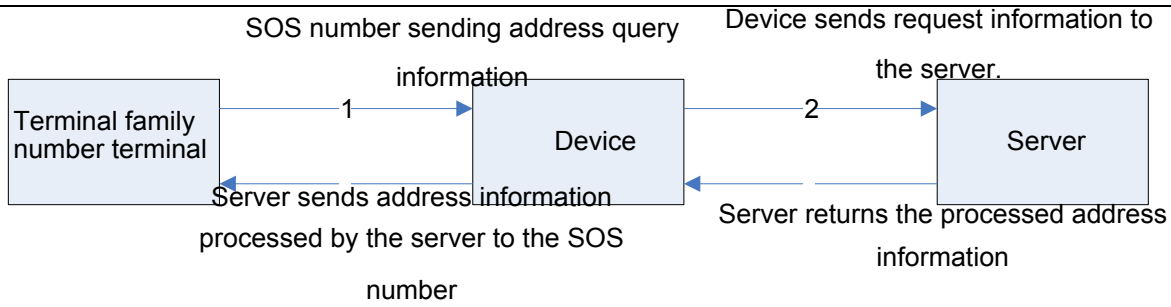 SOS number sending address query
information
Device sends request information to
the server.
1
2
Terminal family
number terminal
Device
Server
Server sends address information
processed by the server to the SOS
number
Server returns the processed address
information